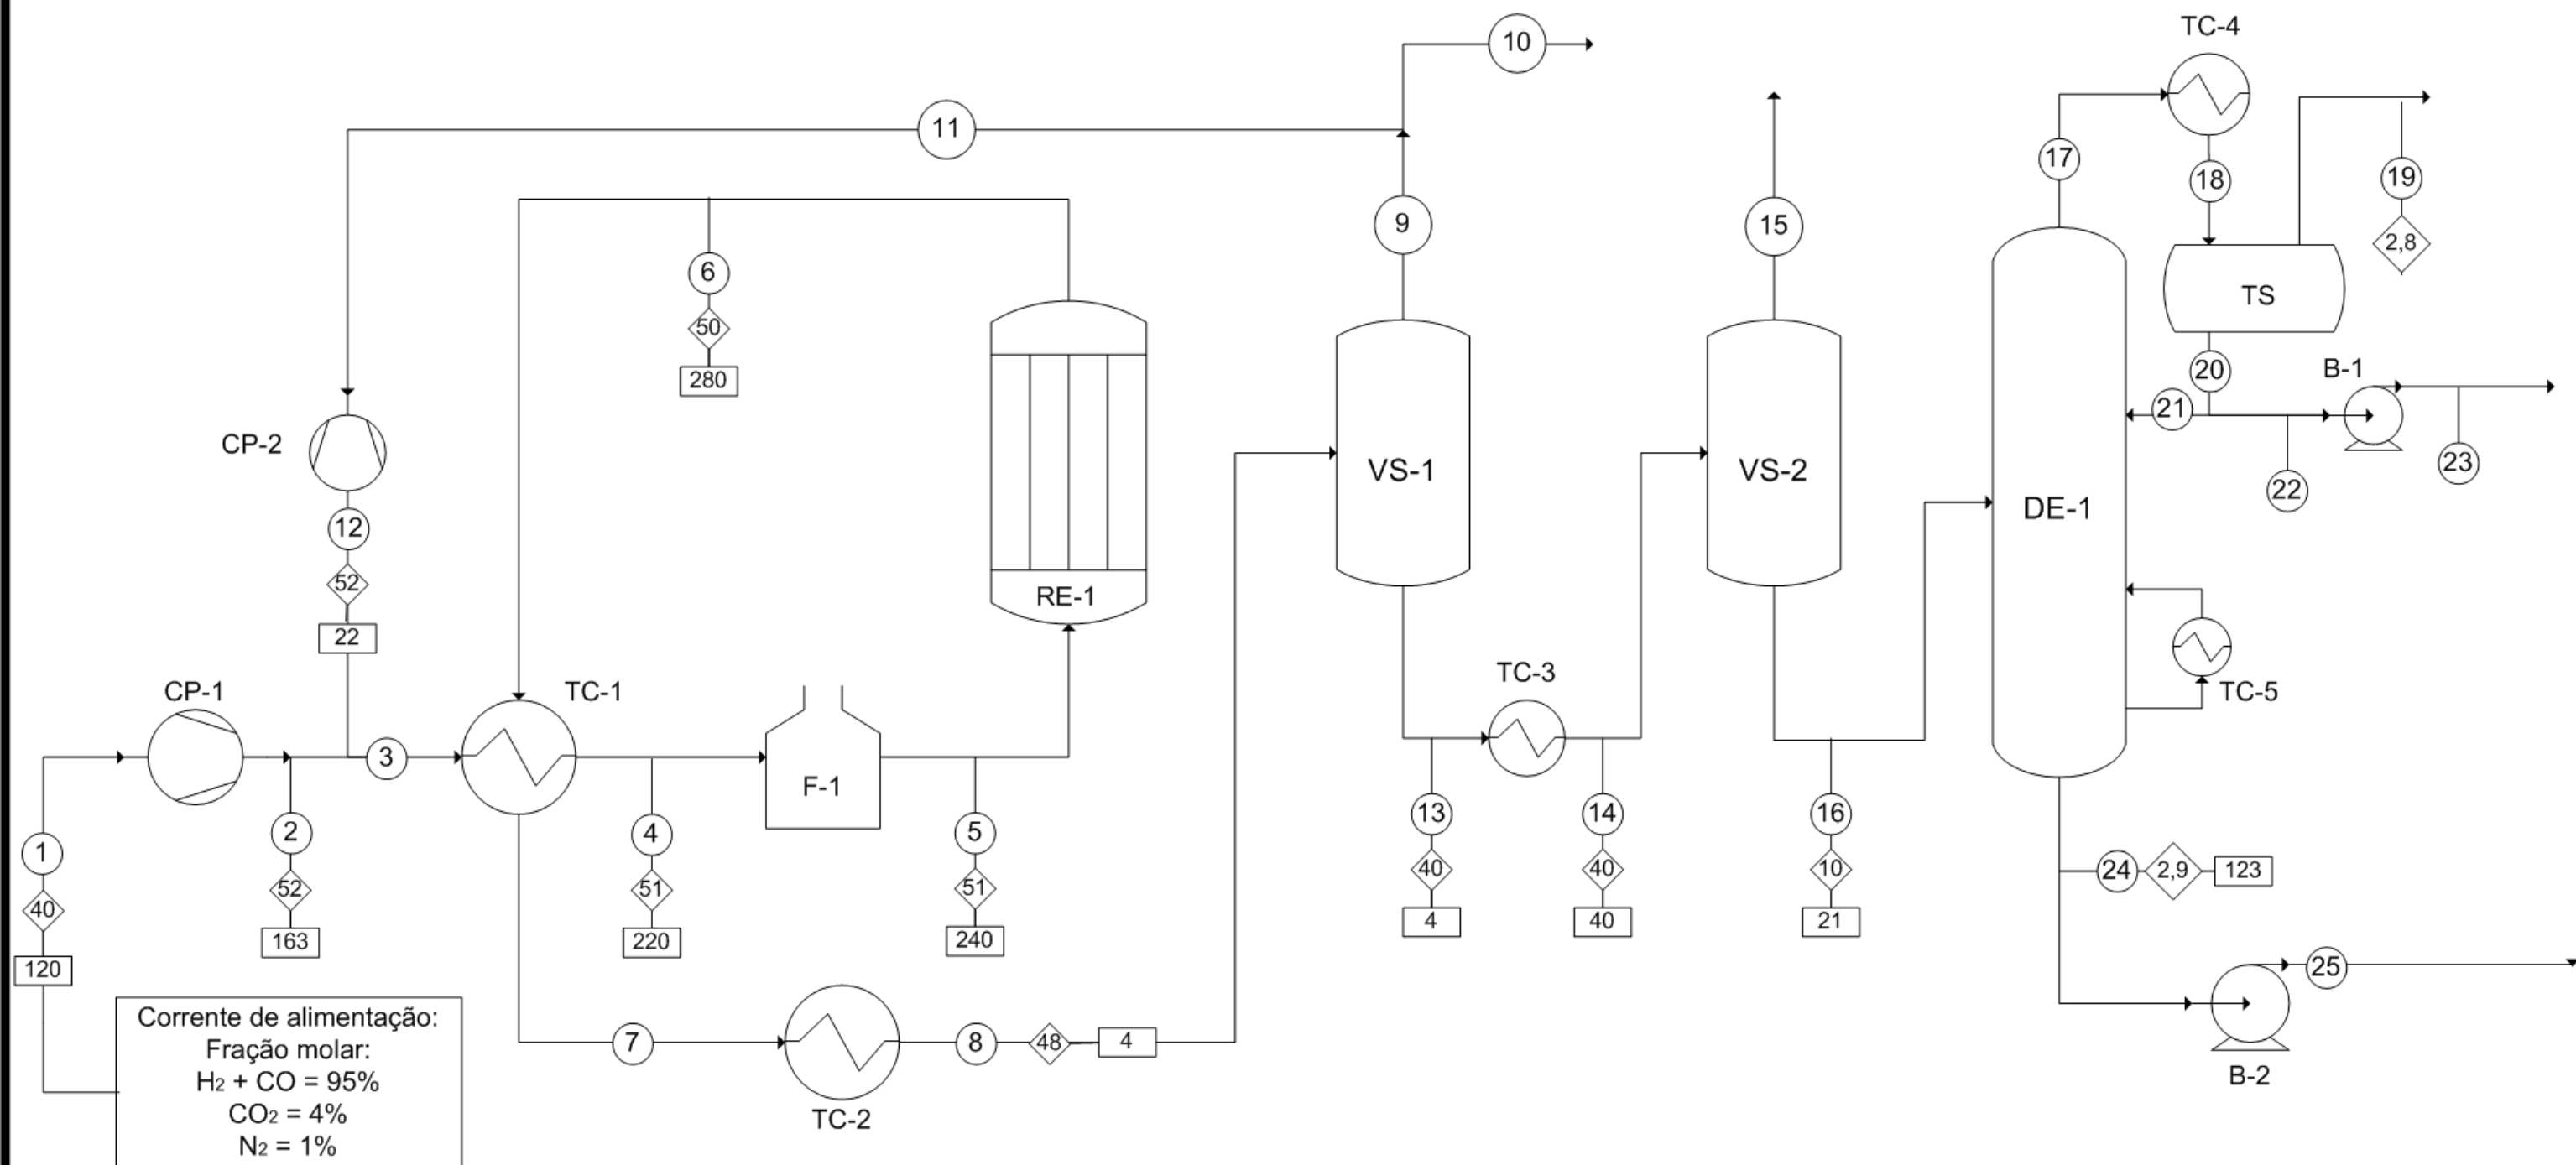 TC-4
10
11
17
18
19
2,8
9
15
6
50
280
TS
20
B-1
21
22
23
CP-2
12
52
22
VS-1
VS-2
DE-1
RE-1
TC-3
TC-5
CP-1
TC-1
3
F-1
1
40
120
2
52
163
4
51
220
5
51
240
13
40
4
14
40
40
16
10
21
24
2,9
123
25
B-2
7
8
48
4
TC-2
Corrente de alimentação:
Fração molar:
H₂ + CO = 95%
CO₂ = 4%
N₂ = 1%